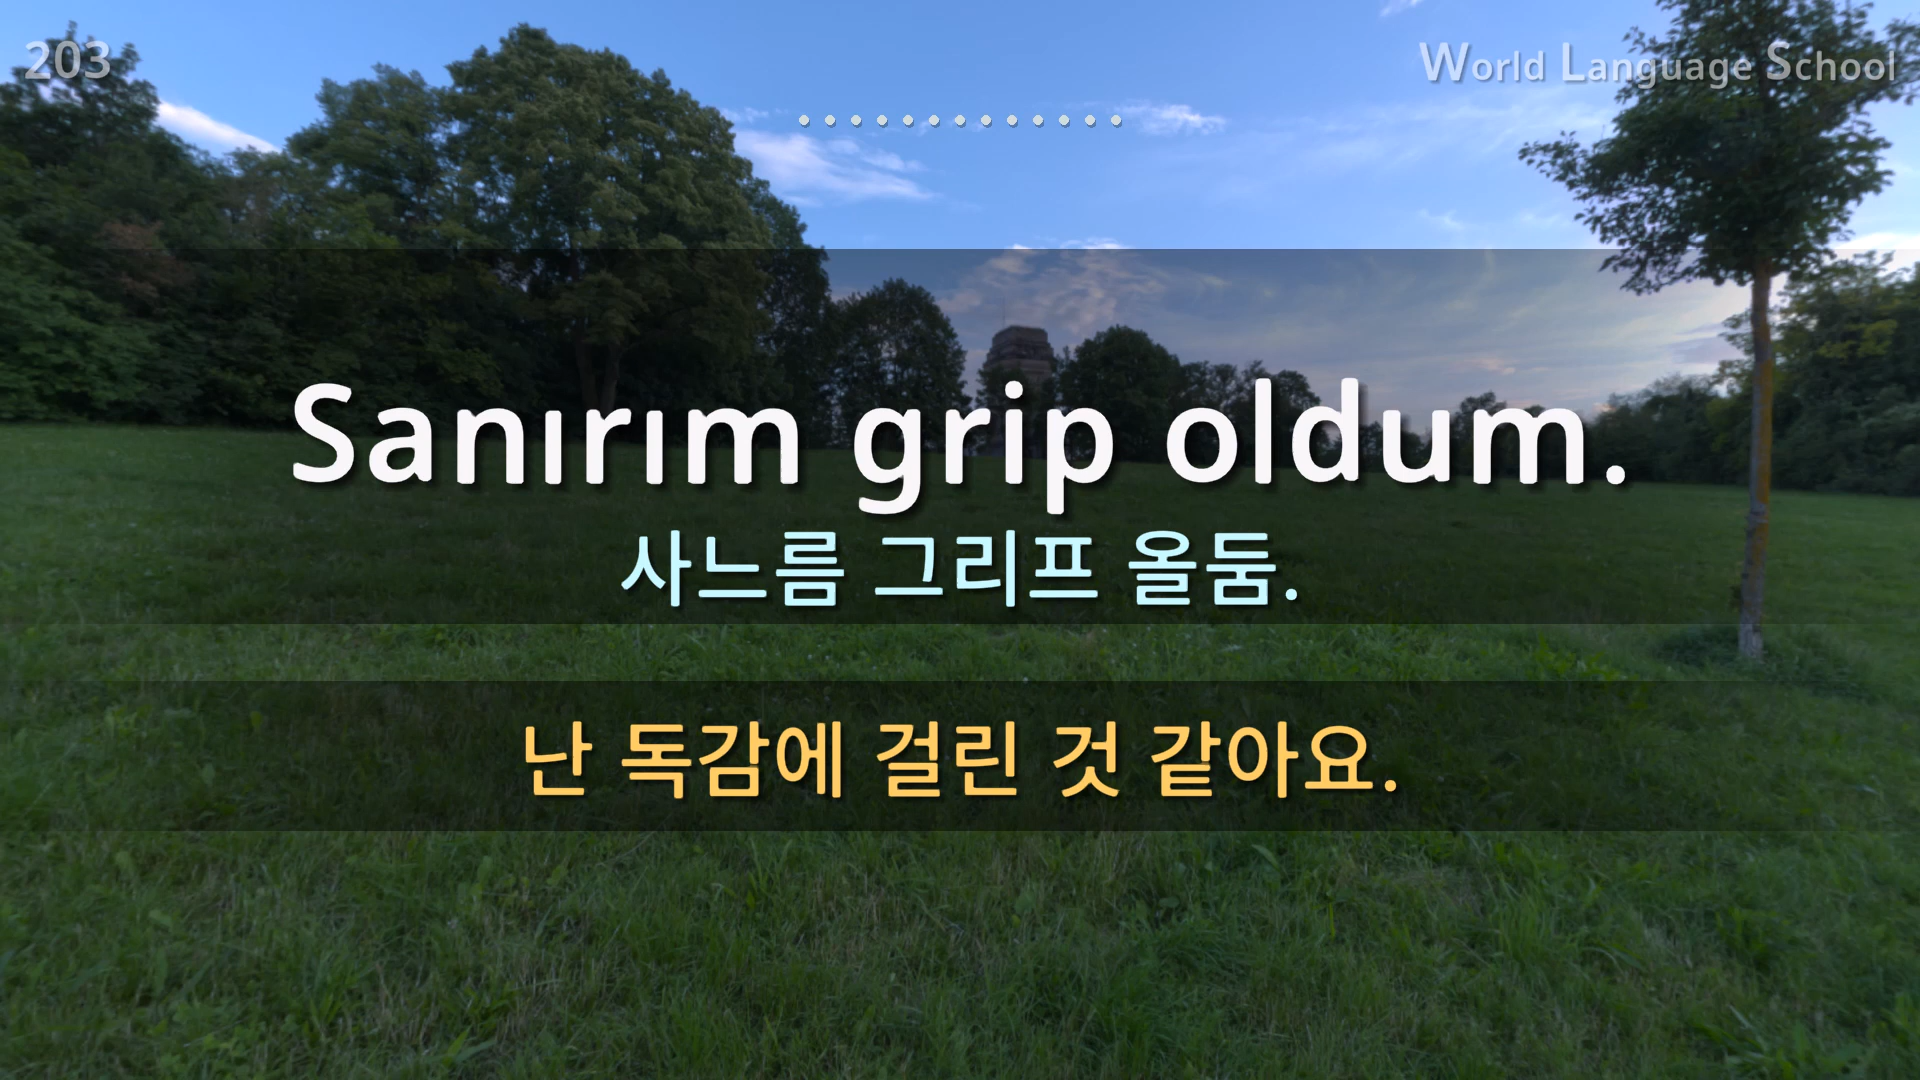 203
World Language School
Sanırım grip oldum.
사느름 그리프 올둠.
난 독감에 걸린 것 같아요.